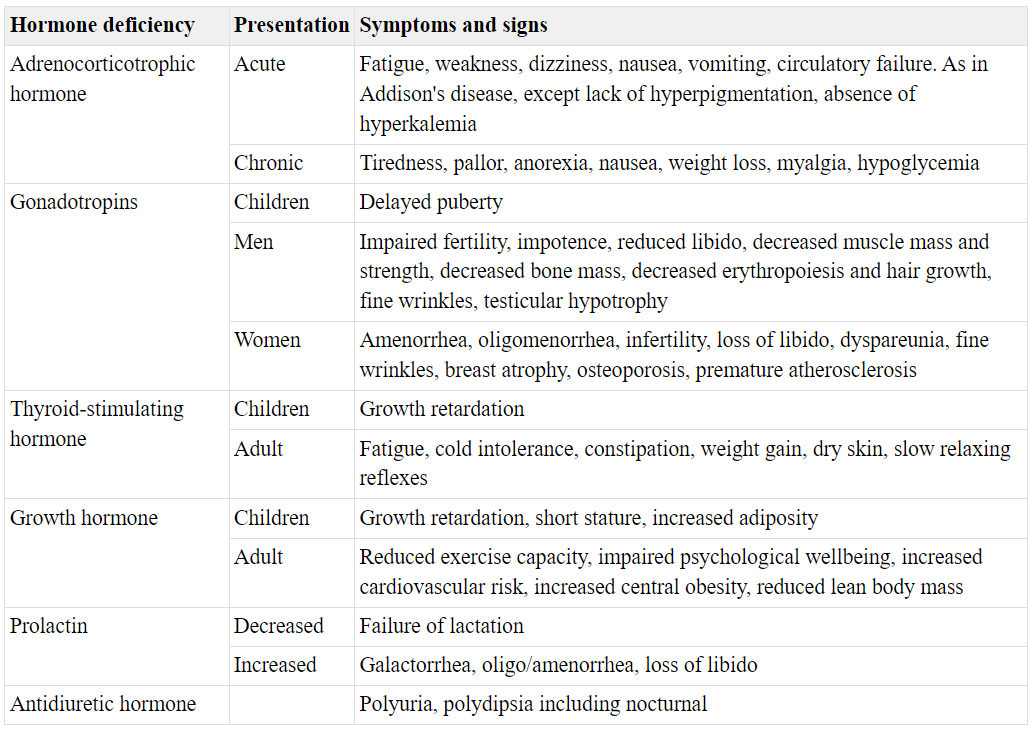 Hormone deficiency Presentation Symptoms and signs
Adrenocorticotrophic hormone Acute Fatigue, weakness, dizziness, nausea, vomiting, circulatory failure. As in
Addison's disease, except lack of hyperpigmentation, absence of
hyperkalemia
Chronic Tiredness, pallor, anorexia, nausea, weight loss, myalgia, hypoglycemia
Gonadotropins Children Delayed puberty
Men Impaired fertility, impotence, reduced libido, decreased muscle mass and
strength, decreased bone mass, decreased erythropoiesis and hair growth,
fine wrinkles, testicular hypotrophy
Women Amenorrhea, oligomenorrhea, infertility, loss of libido, dyspareunia, fine
wrinkles, breast atrophy, osteoporosis, premature atherosclerosis
Thyroid-stimulating hormone Children Growth retardation
Adult Fatigue, cold intolerance, constipation, weight gain, dry skin, slow relaxing
reflexes
Growth hormone Children Growth retardation, short stature, increased adiposity
Adult Reduced exercise capacity, impaired psychological wellbeing, increased
cardiovascular risk, increased central obesity, reduced lean body mass
Prolactin Decreased Failure of lactation
Increased Galactorrhea, oligo/amenorrhea, loss of libido
Antidiuretic hormone Polyuria, polydipsia including nocturnal